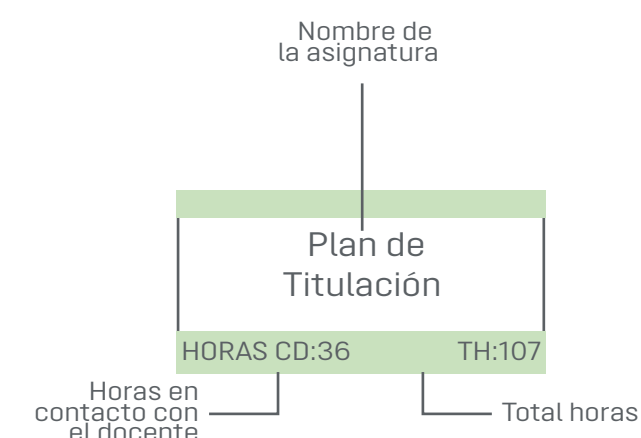 Nombre de
la asignatura
Plan de
Titulación
HORAS CD:36 TH:107
Horas en
contacto con
el docente
Total horas